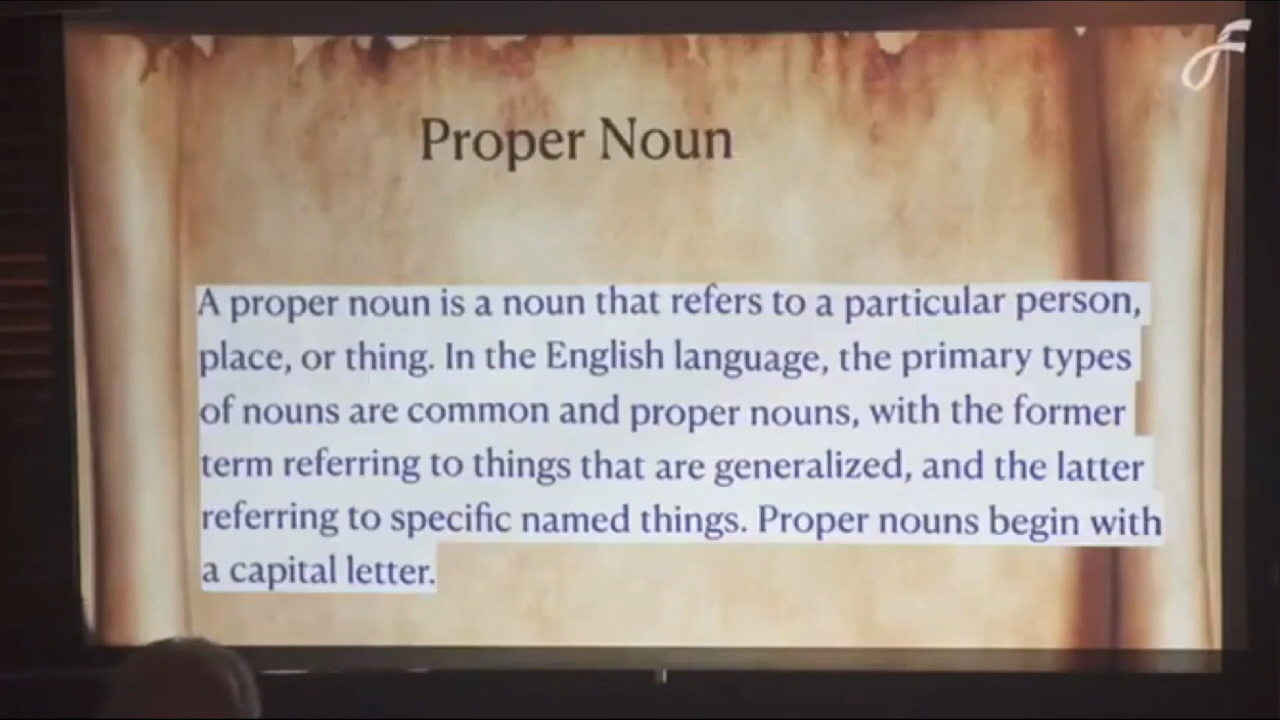 Proper Noun
A proper noun is a noun that refers to a particular person,
place, or thing. In the English language, the primary types
of nouns are common and proper nouns, with the former
term referring to things that are generalized, and the latter
referring to specific named things. Proper nouns begin with
a capital letter.